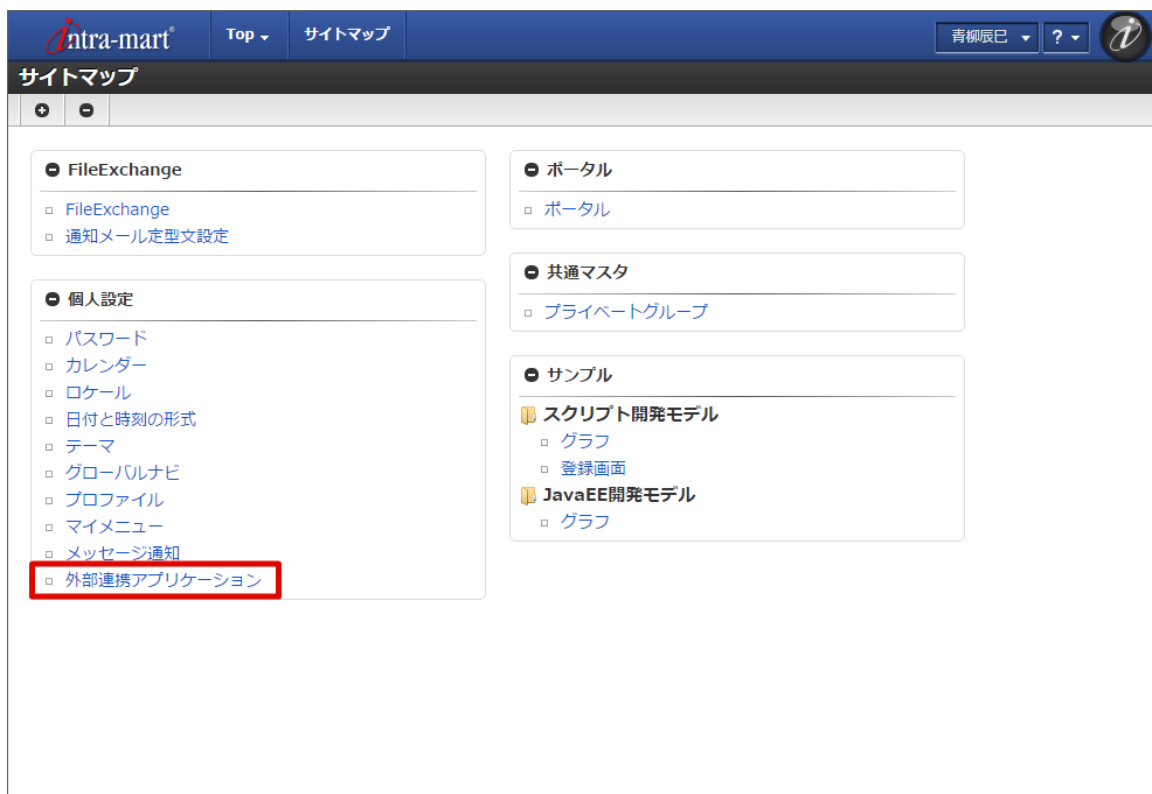 intra-mart® Top サイトマップ 青柳辰巳 ?
サイトマップ
FileExchange
FileExchange
通知メール定型文設定
個人設定
パスワード
カレンダー
ロケール
日付と時刻の形式
テーマ
グローバルナビ
プロファイル
マイメニュー
メッセージ通知
外部連携アプリケーション
ポータル
ポータル
共通マスタ
プライベートグループ
サンプル
スクリプト開発モデル
グラフ
登録画面
JavaEE開発モデル
グラフ